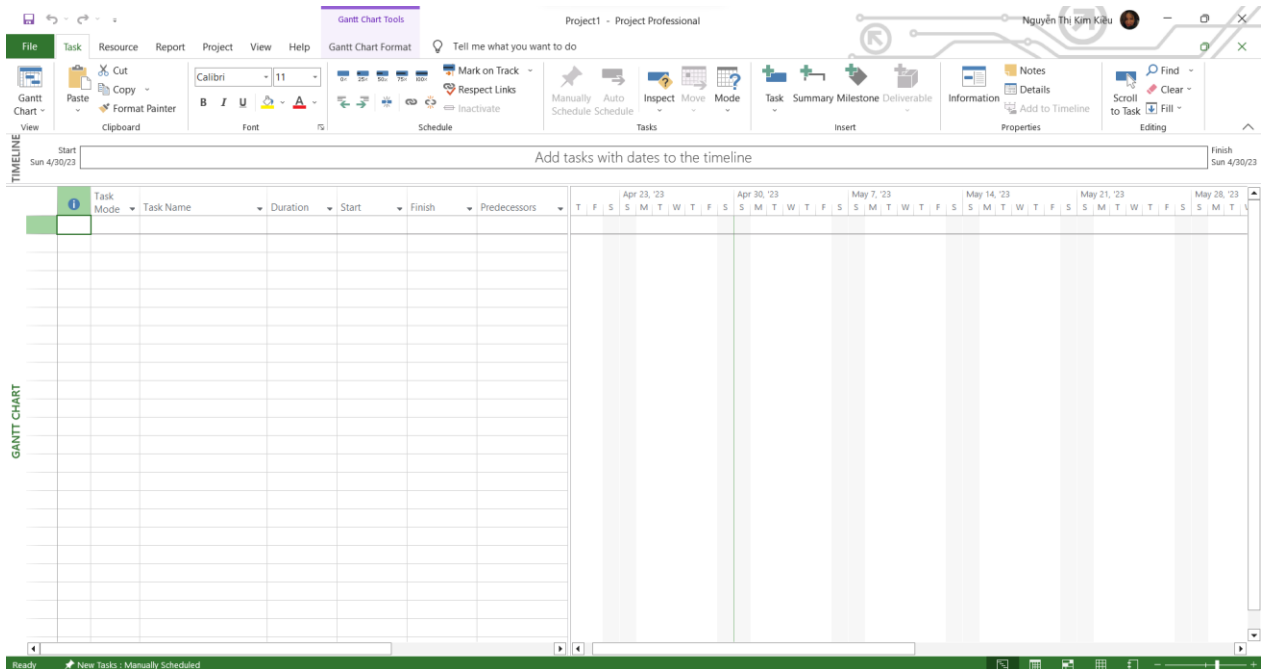 Gantt Chart Tools
Project1 - Project Professional
Nguyễn Thị Kim Kiều
File Task Resource Report Project View Help Gantt Chart Format Tell me what you want to do
Gantt Chart
View
Paste
Cut
Copy
Format Painter
Clipboard
Calibri 11
B I U A
Font
0% 25% 50% 75% 100%
Mark on Track
Respect Links
Inactivate
Schedule
Manually Schedule
Auto Schedule
Inspect
Move
Mode
Tasks
Task
Summary
Milestone
Deliverable
Insert
Information
Notes
Details
Add to Timeline
Properties
Scroll to Task
Find
Clear
Fill
Editing
TIMELINE
Start
Sun 4/30/23
Add tasks with dates to the timeline
Finish
Sun 4/30/23
Task Mode Task Name Duration Start Finish Predecessors
Apr 23, '23 Apr 30, '23 May 7, '23 May 14, '23 May 21, '23 May 28, '23
T F S S M T W T F S S M T W T F S S M T W T F S S M T W T F S S M T W T F S S M T
GANTT CHART
Ready New Tasks : Manually Scheduled